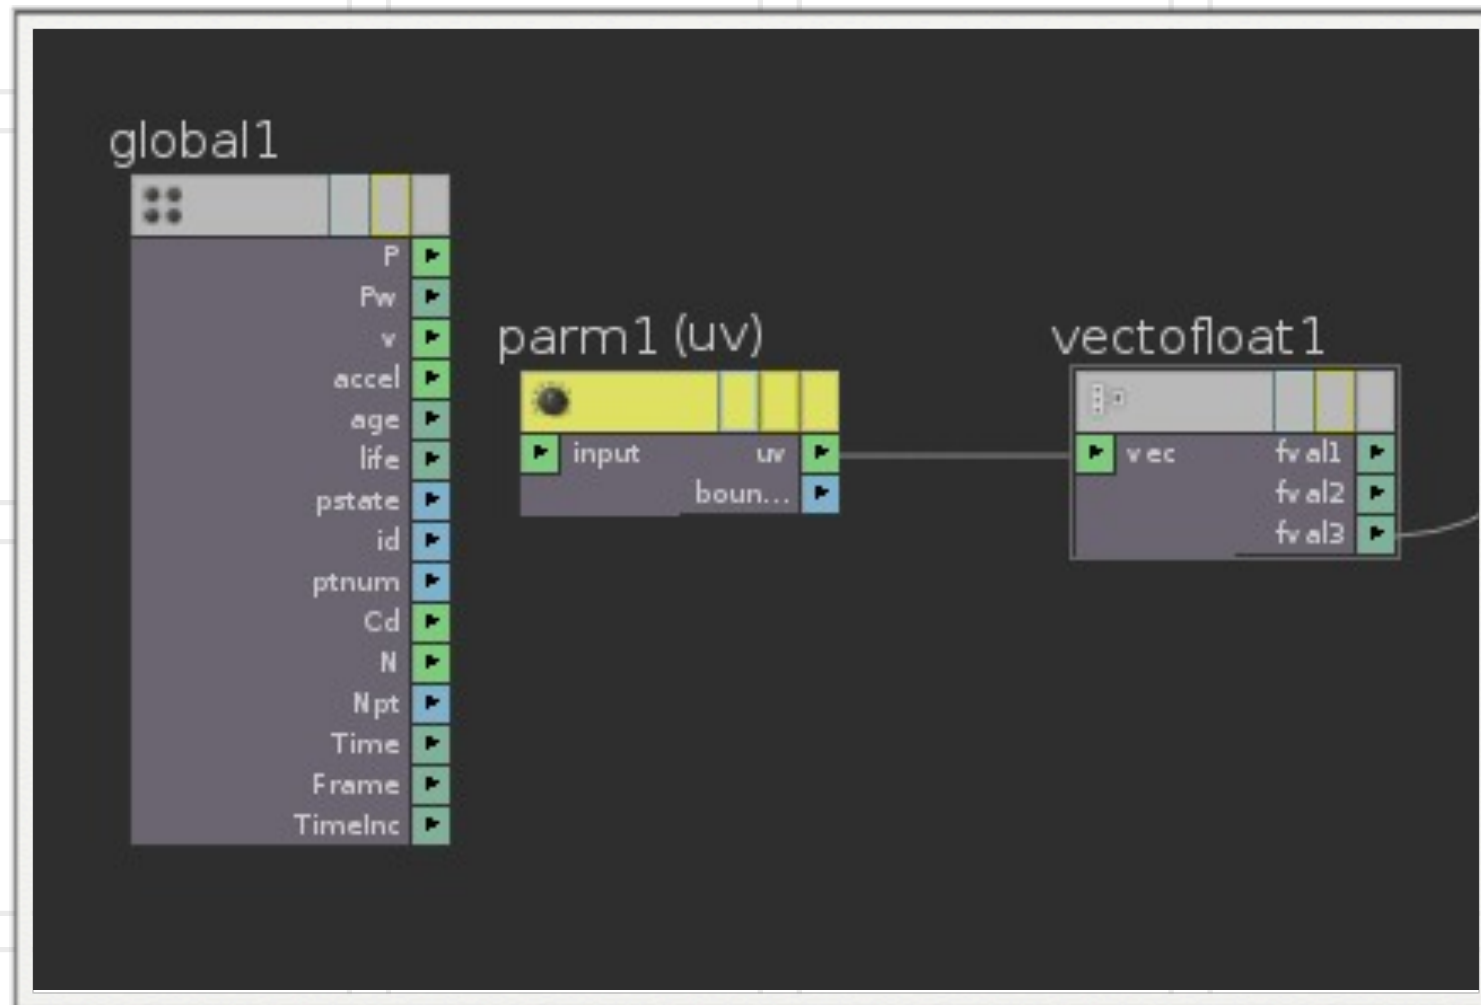 global1
P
Pw
v
accel
age
life
pstate
id
ptnum
Cd
N
Npt
Time
Frame
TimeInc
parm1 (uv)
input uv
boun...
vectofloat1
vec fval1
fval2
fval3